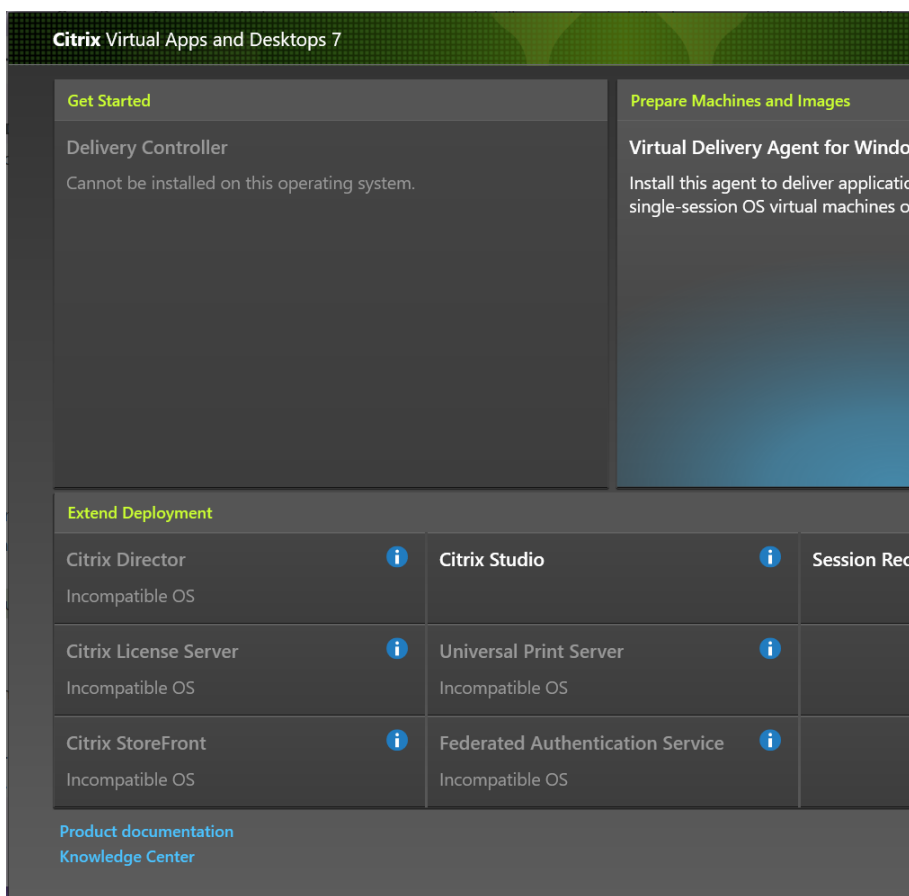 Citrix Virtual Apps and Desktops 7
Get Started
Delivery Controller
Cannot be installed on this operating system.
Prepare Machines and Images
Virtual Delivery Agent for
Install this agent to deliver
single-session OS virtual machines
Extend Deployment
Citrix Director
Incompatible OS
Citrix Studio
Session
Citrix License Server
Incompatible OS
Universal Print Server
Incompatible OS
Citrix StoreFront
Incompatible OS
Federated Authentication Service
Incompatible OS
Product documentation
Knowledge Center